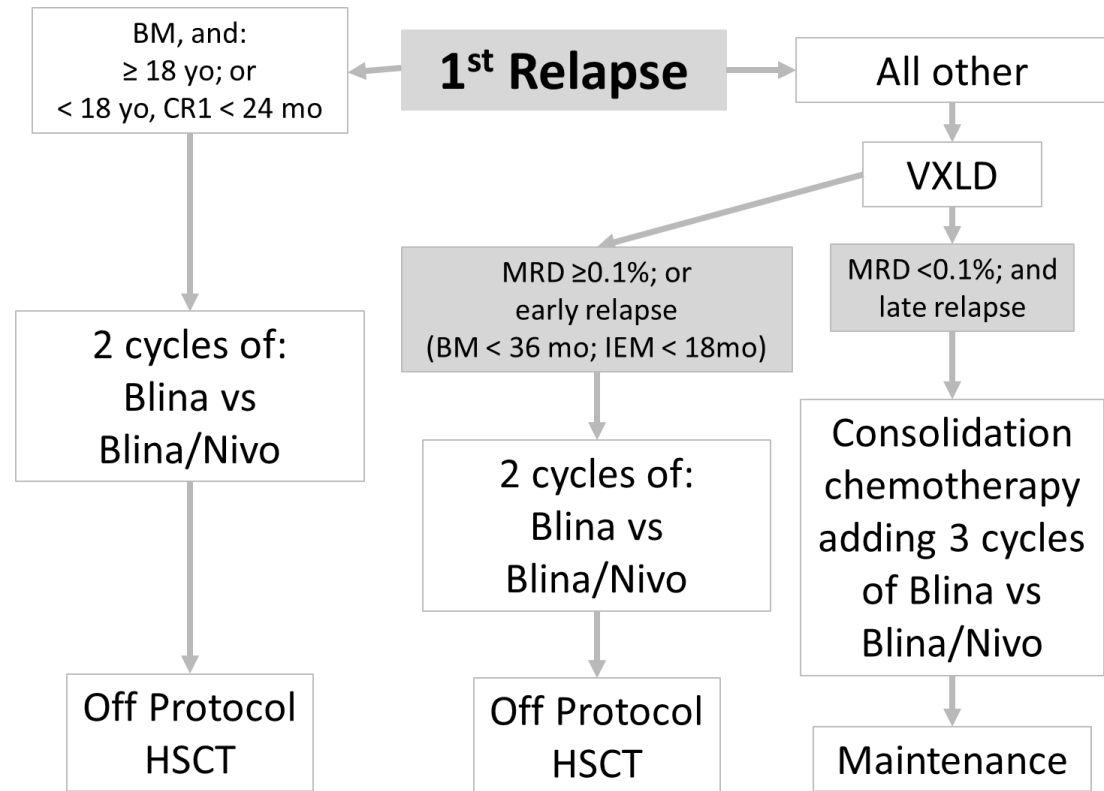 1st Relapse
BM, and:
≥ 18 yo; or
< 18 yo, CR1 < 24 mo
2 cycles of:
Blina vs
Blina/Nivo
Off Protocol
HSCT
All other
VXLD
MRD ≥0.1%; or
early relapse
(BM < 36 mo; IEM < 18mo)
2 cycles of:
Blina vs
Blina/Nivo
Off Protocol
HSCT
MRD <0.1%; and
late relapse
Consolidation
chemotherapy
adding 3 cycles
of Blina vs
Blina/Nivo
Maintenance